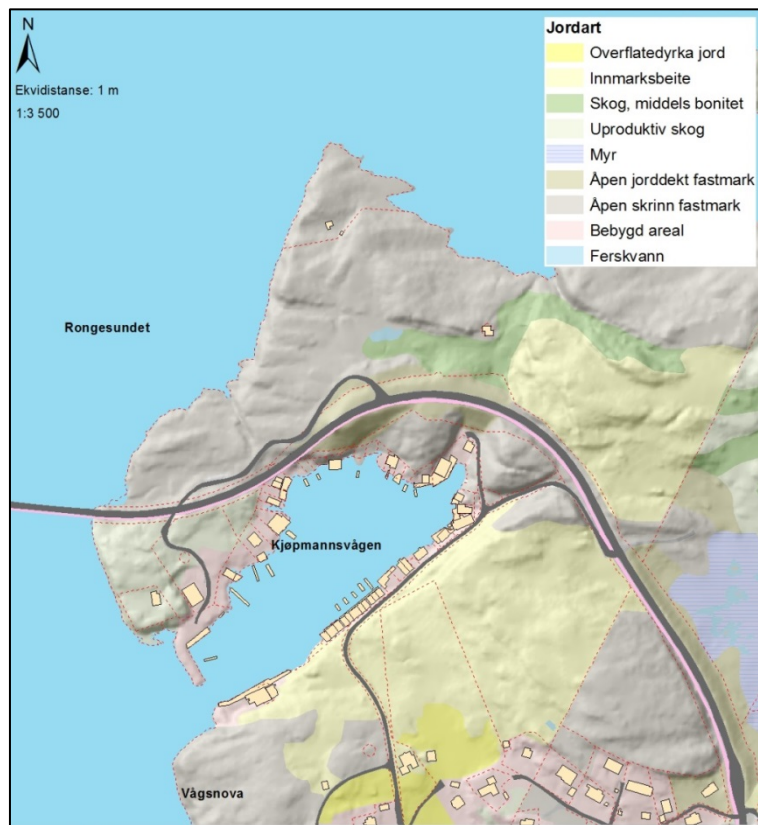 N
Ekvidistanse: 1 m
1:3 500
Jordart
Overflatedyrka jord
Innmarksbeite
Skog, middels bonitet
Uproduktiv skog
Myr
Åpen jorddekt fastmark
Åpen skrinn fastmark
Bebygd areal
Ferskvann
Rongesundet
Kjøpmannsvågen
Vågsnova